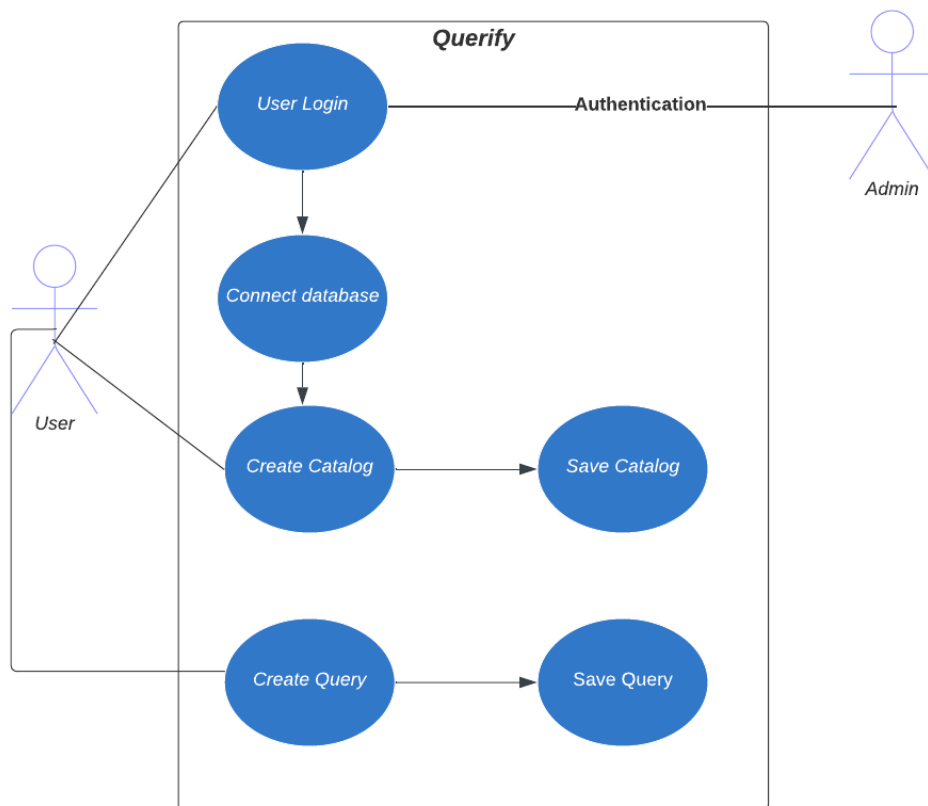 Querify
User Login
Authentication
Admin
Connect database
User
Create Catalog
Save Catalog
Create Query
Save Query